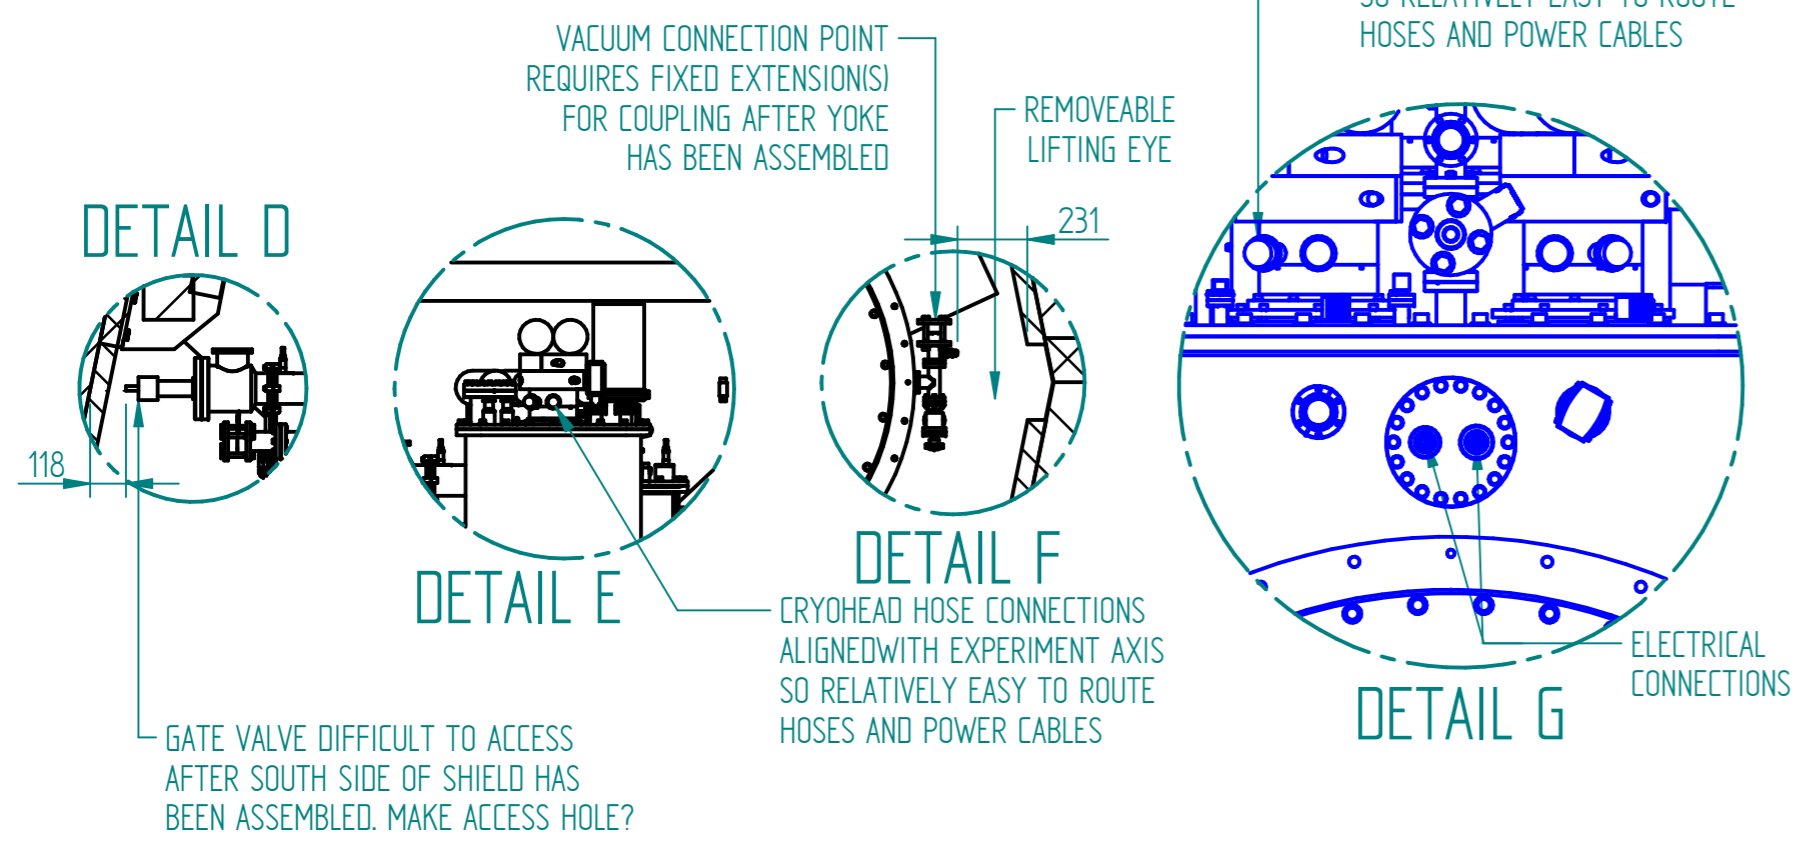 SO RELATIVELY EASY TO ROUTE
HOSES AND POWER CABLES
VACUUM CONNECTION POINT
REQUIRES FIXED EXTENSION(S)
FOR COUPLING AFTER YOKE
HAS BEEN ASSEMBLED
REMOVEABLE
LIFTING EYE
231
DETAIL D
118
DETAIL E
DETAIL F
CRYOHEAD HOSE CONNECTIONS
ALIGNEDWITH EXPERIMENT AXIS
SO RELATIVELY EASY TO ROUTE
HOSES AND POWER CABLES
ELECTRICAL
CONNECTIONS
DETAIL G
GATE VALVE DIFFICULT TO ACCESS
AFTER SOUTH SIDE OF SHIELD HAS
BEEN ASSEMBLED. MAKE ACCESS HOLE?